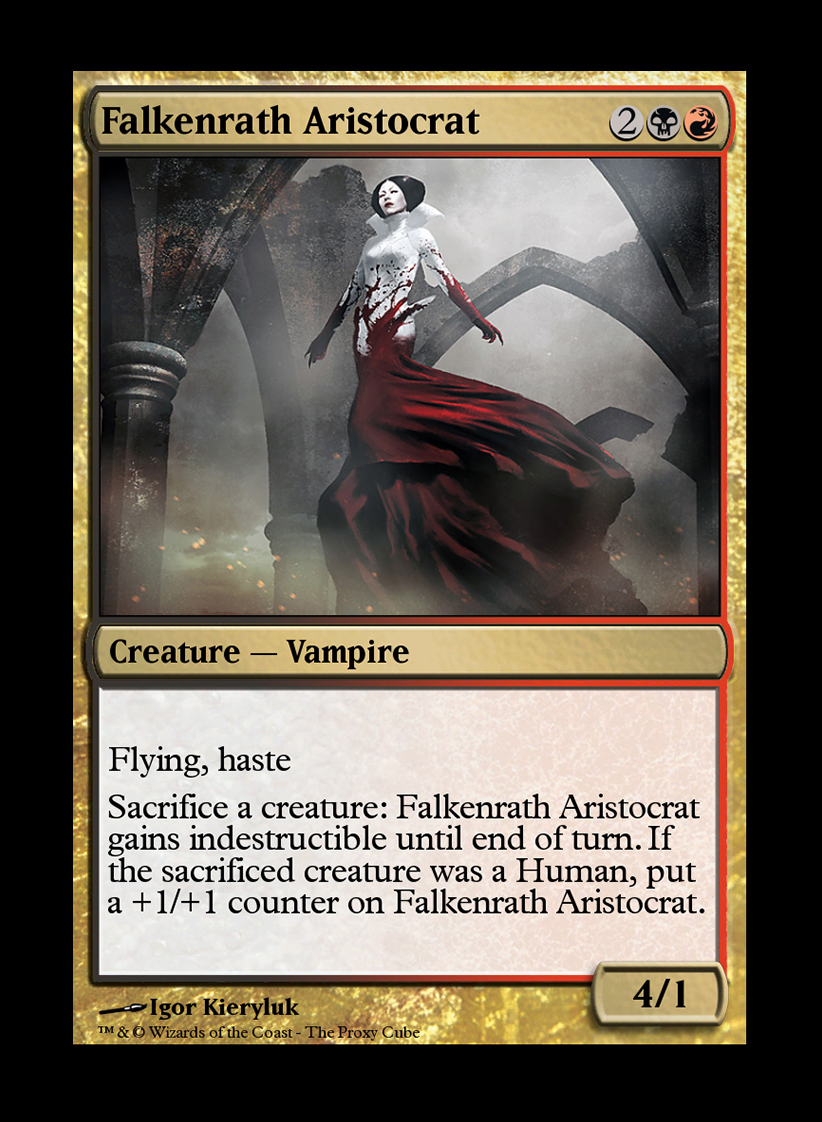 Falkenrath Aristocrat 2
Creature — Vampire
Flying, haste
Sacrifice a creature: Falkenrath Aristocrat
gains indestructible until end of turn. If
the sacrificed creature was a Human, put
a +1/+1 counter on Falkenrath Aristocrat.
4/1
Igor Kieryluk
™ & © Wizards of the Coast - The Proxy Cube